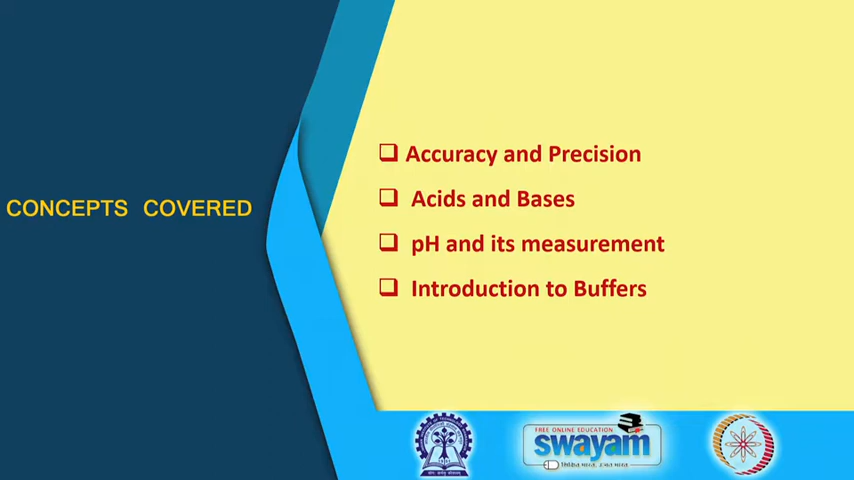 CONCEPTS COVERED
Accuracy and Precision
Acids and Bases
pH and its measurement
Introduction to Buffers
FREE ONLINE EDUCATION
swayam